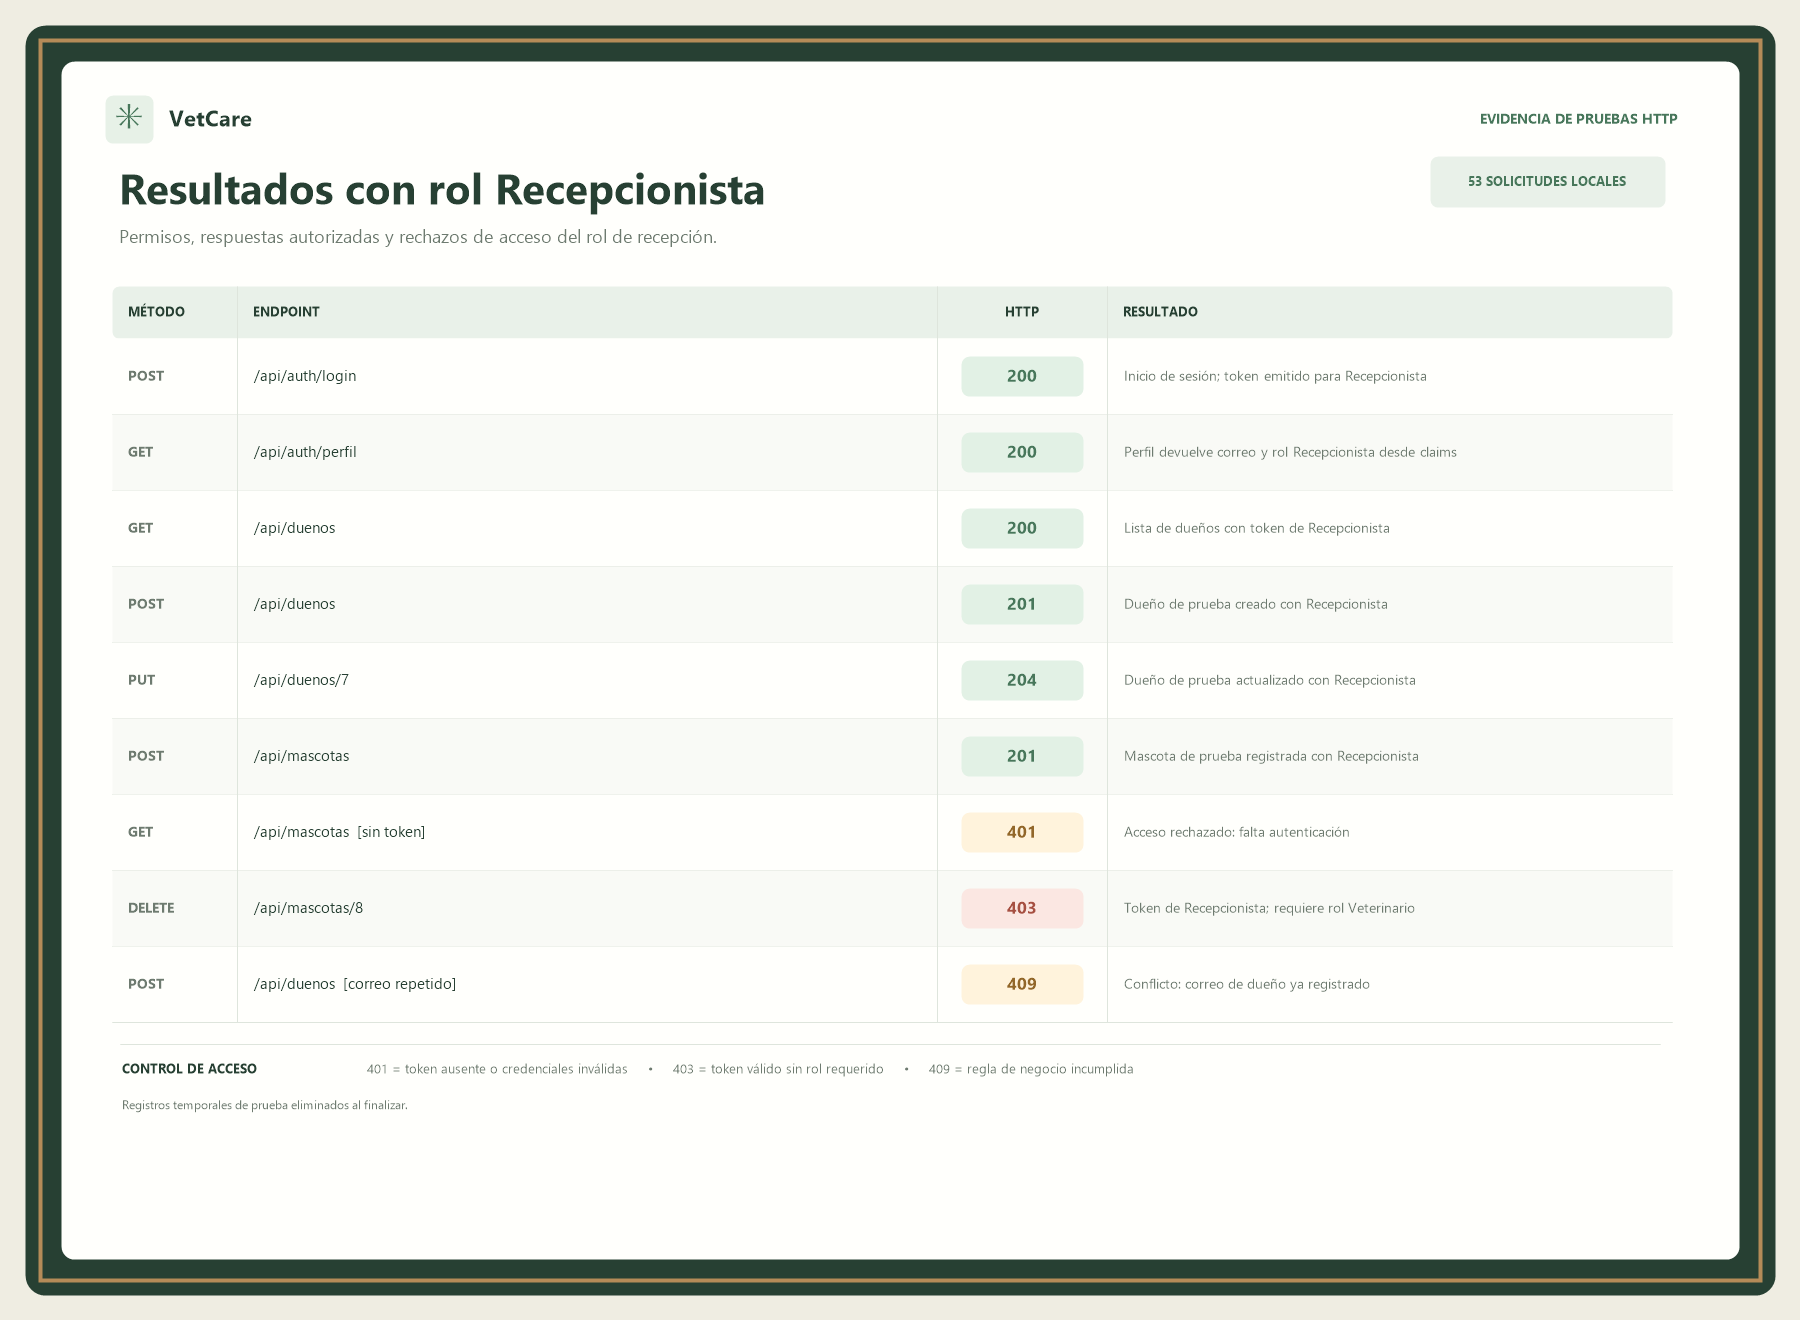 VetCare
EVIDENCIA DE PRUEBAS HTTP
Resultados con rol Recepcionista
53 SOLICITUDES LOCALES
Permisos, respuestas autorizadas y rechazos de acceso del rol de recepción.
MÉTODO ENDPOINT HTTP RESULTADO
POST /api/auth/login 200 Inicio de sesión; token emitido para Recepcionista
GET /api/auth/perfil 200 Perfil devuelve correo y rol Recepcionista desde claims
GET /api/duenos 200 Lista de dueños con token de Recepcionista
POST /api/duenos 201 Dueño de prueba creado con Recepcionista
PUT /api/duenos/7 204 Dueño de prueba actualizado con Recepcionista
POST /api/mascotas 201 Mascota de prueba registrada con Recepcionista
GET /api/mascotas [sin token] 401 Acceso rechazado: falta autenticación
DELETE /api/mascotas/8 403 Token de Recepcionista; requiere rol Veterinario
POST /api/duenos [correo repetido] 409 Conflicto: correo de dueño ya registrado
CONTROL DE ACCESO 401 = token ausente o credenciales inválidas • 403 = token válido sin rol requerido • 409 = regla de negocio incumplida
Registros temporales de prueba eliminados al finalizar.